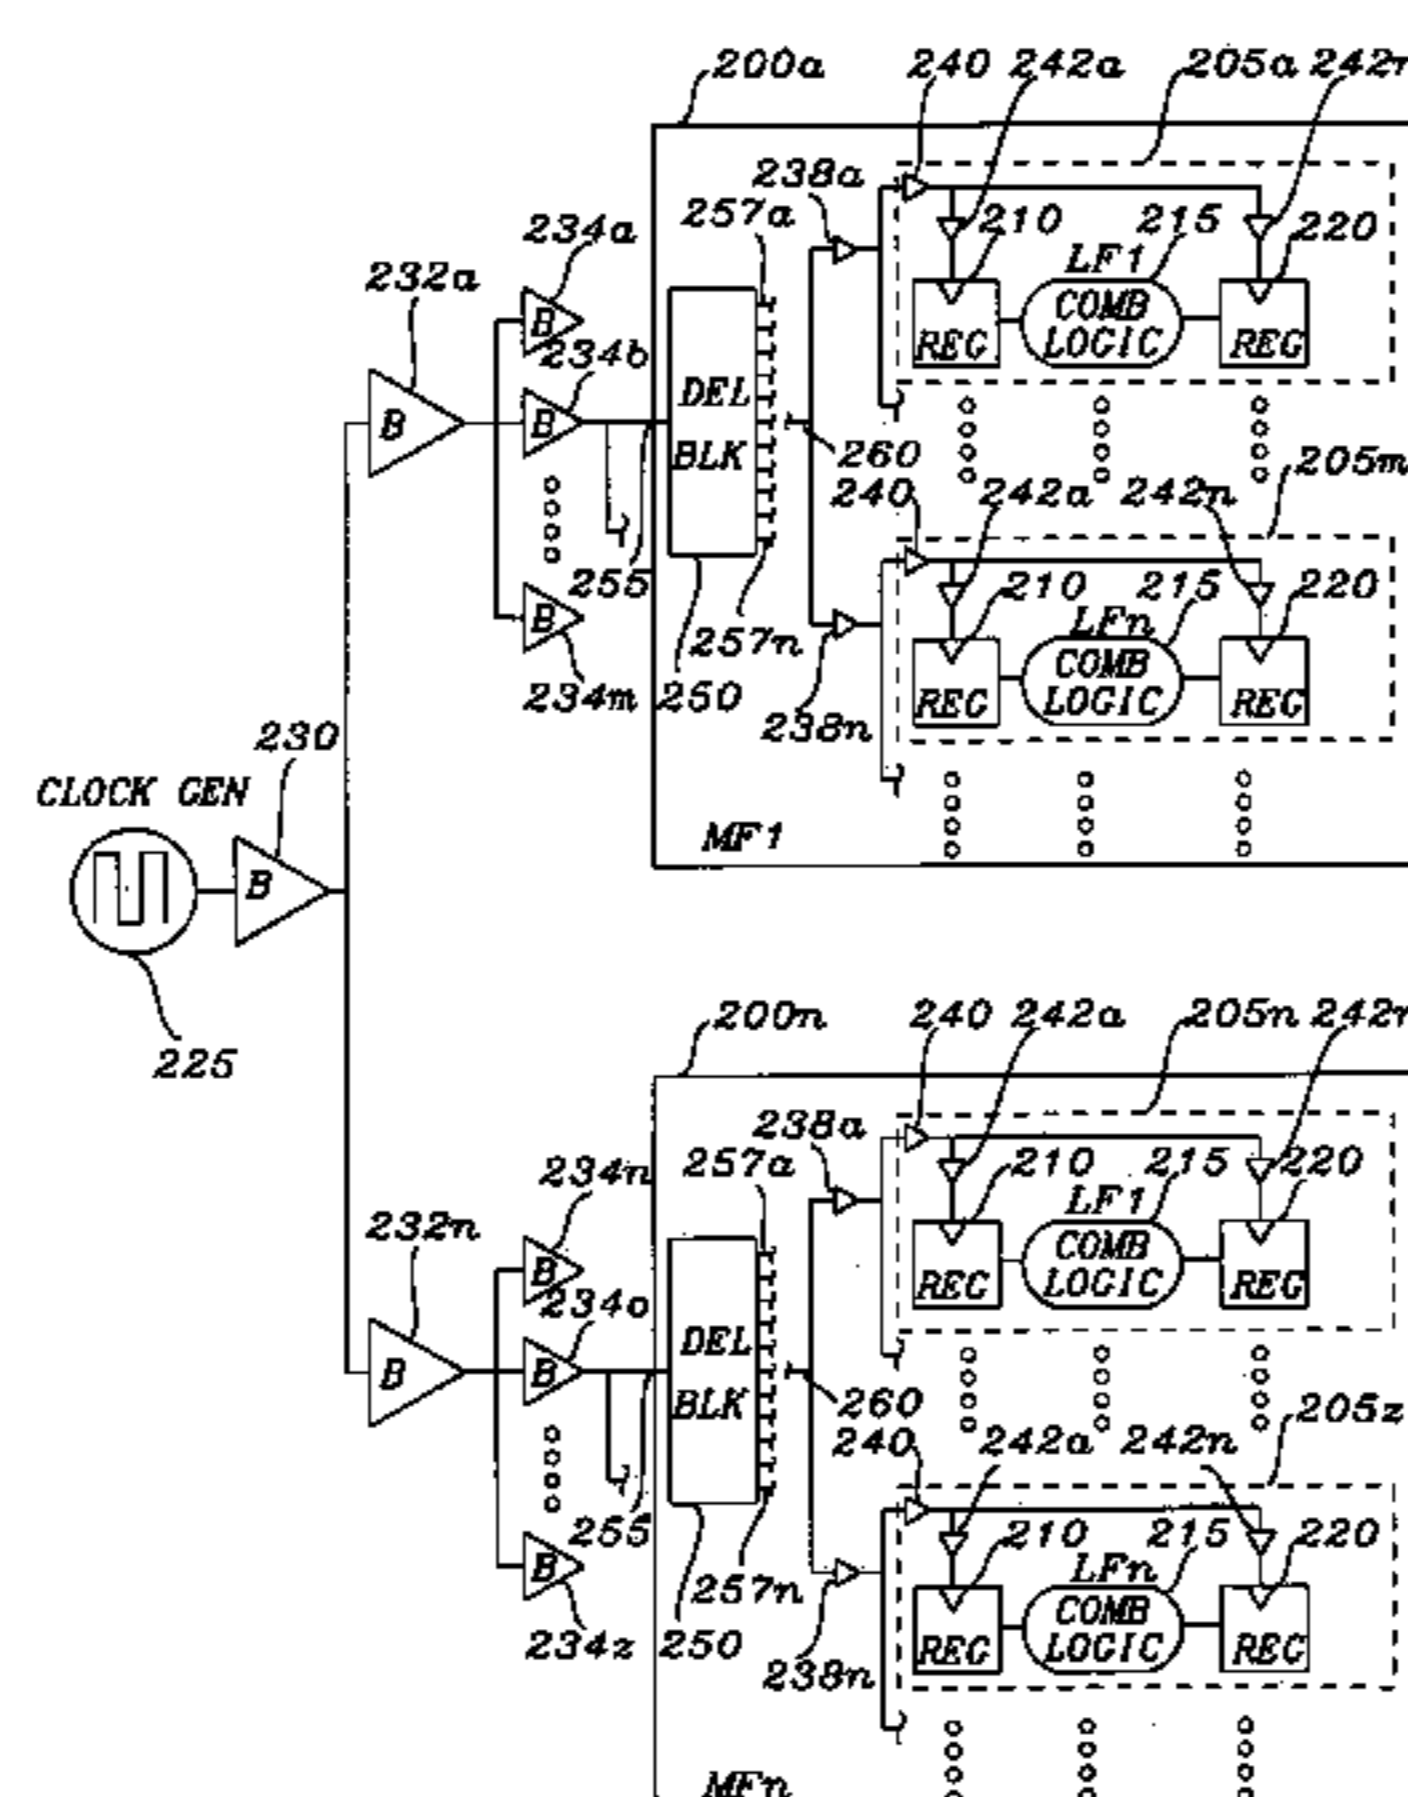 200a 240 242a 205a 242n
238a
257a 210 215 220
234a
LF1
232a
COMB
B
REG LOGIC REG
234b
DEL
B B
BLK 260
205m
240 242a 242n
255
210 215 220
B
LFn
257n
COMB
234m 250
REG LOGIC REG
238n
230
CLOCK GEN
MF1
B
200n 240 242a 205n 242n
225
238a
234n 257a 210 215 220
232n
LF1
COMB
B
REG LOGIC REG
234o
DEL
B B
BLK 260
205z
240 242a 242n
255
210 215 220
B
LFn
257n
COMB
234z 250
REG LOGIC REG
238n
MFn